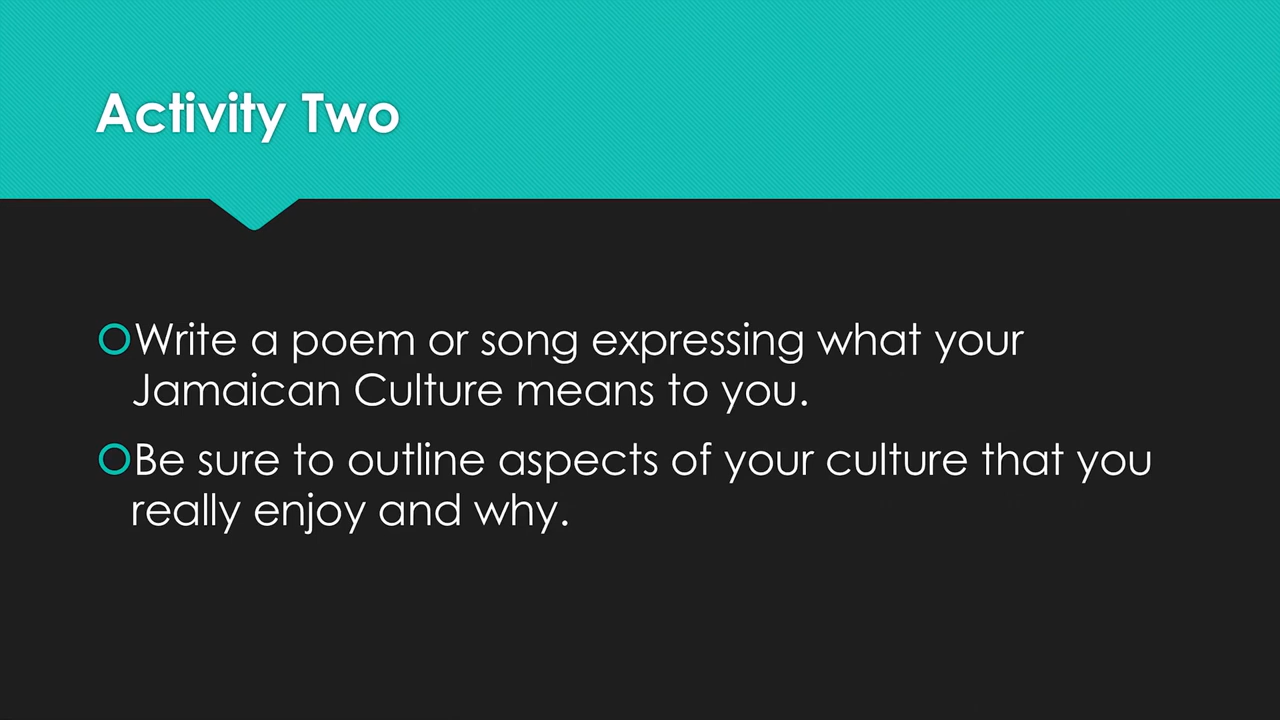 Activity Two
Write a poem or song expressing what your
Jamaican Culture means to you.
Be sure to outline aspects of your culture that you
really enjoy and why.